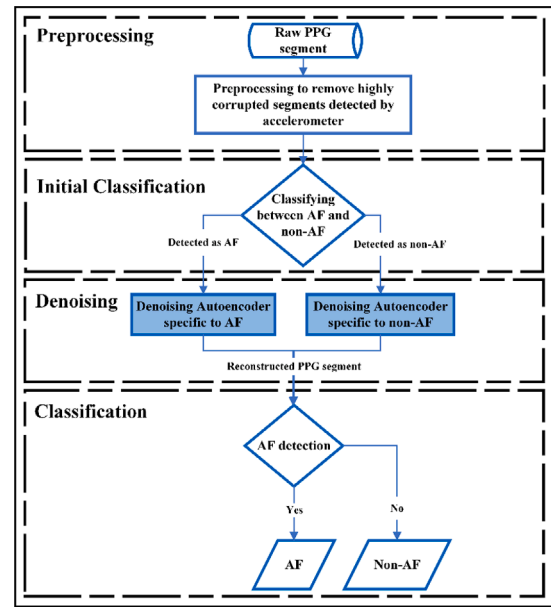 Preprocessing
Raw PPG
segment
Preprocessing to remove highly
corrupted segments detected by
accelerometer
Initial Classification
Classifying
between AF and
non-AF
Detected as AF
Detected as non-AF
Denoising
Denoising Autoencoder
specific to AF
Denoising Autoencoder
specific to non-AF
Reconstructed PPG segment
Classification
AF detection
Yes
No
AF
Non-AF